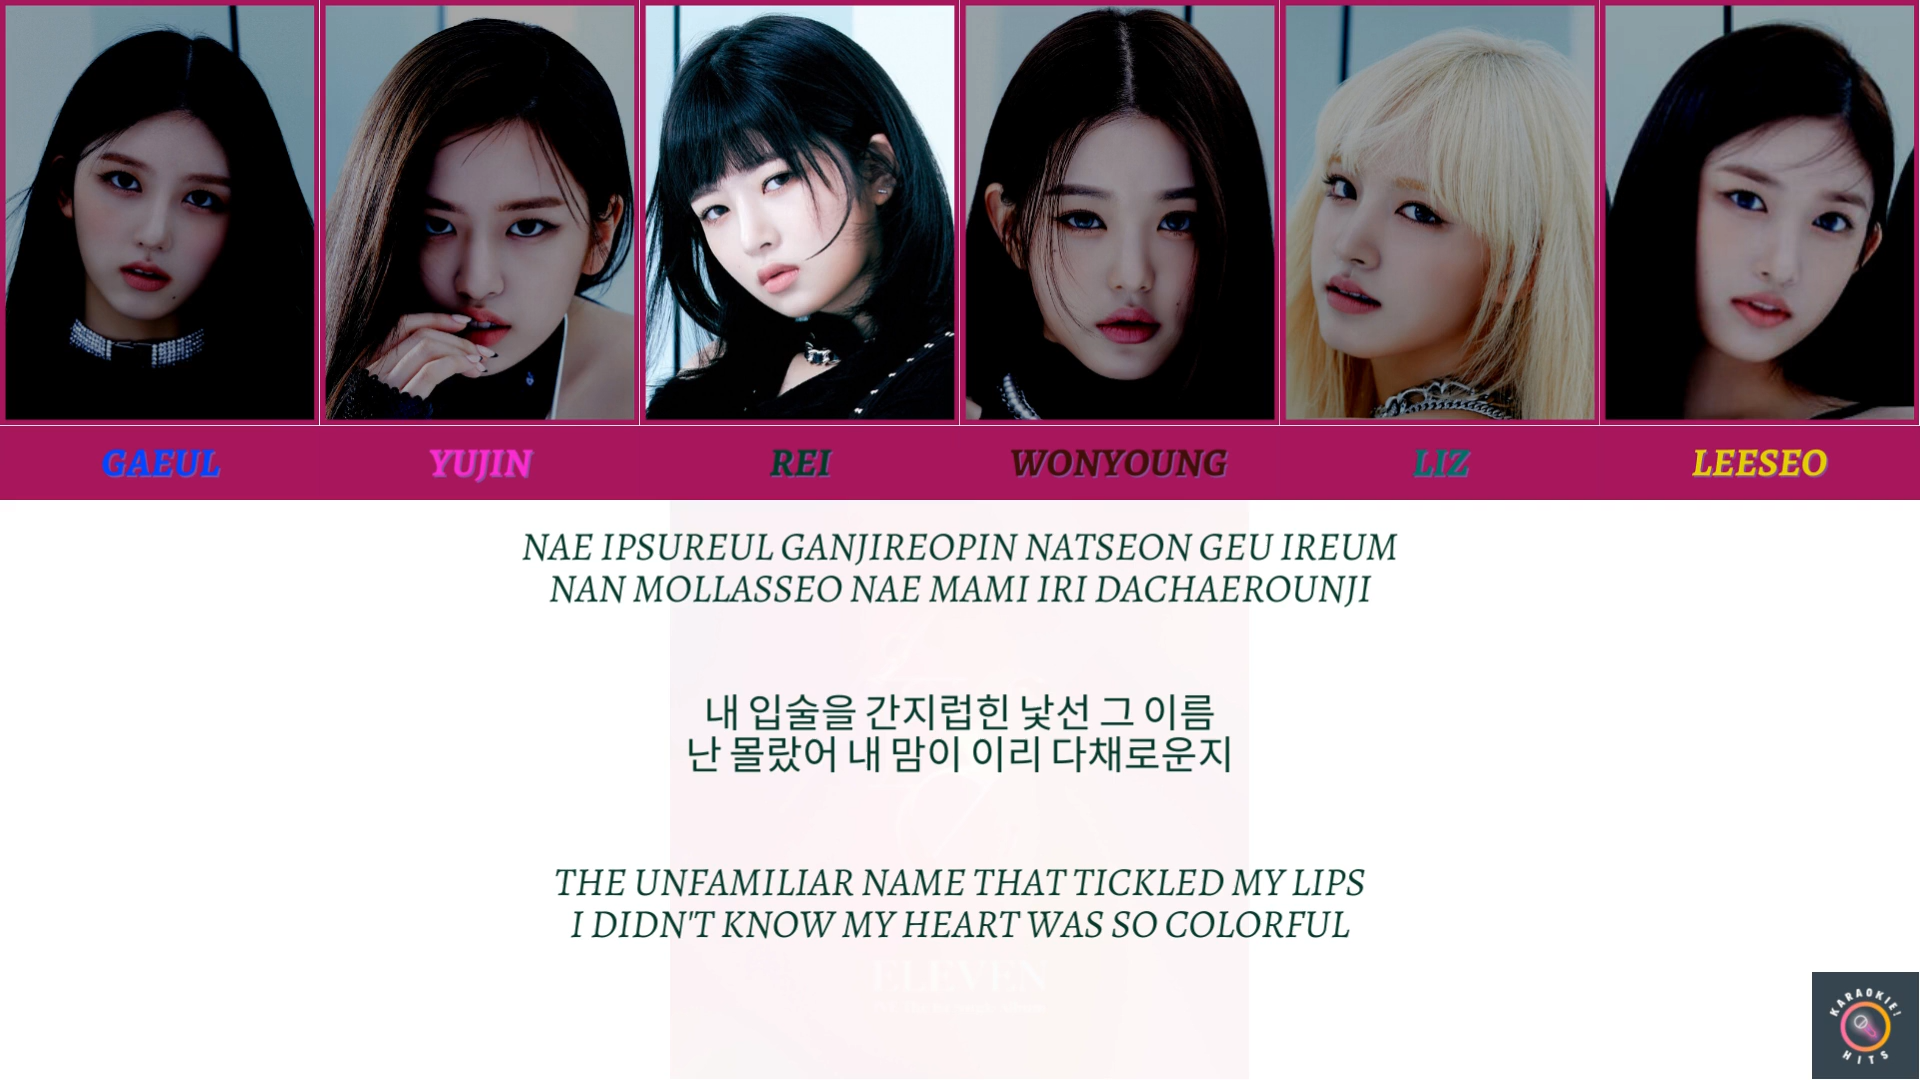 GAEUL YUJIN REI WONYOUNG LIZ LEESEO
NAE IPSUREUL GANJIREOPIN NATSEON GEU IREUM
NAN MOLLASSEO NAE MAMI IRI DACHAEROUNJI
내 입술을 간지럽힌 낯선 그 이름
난 몰랐어 내 맘이 이리 다채로운지
THE UNFAMILIAR NAME THAT TICKLED MY LIPS
I DIDN'T KNOW MY HEART WAS SO COLORFUL
ELEVEN
KARAOKIE!
HITS